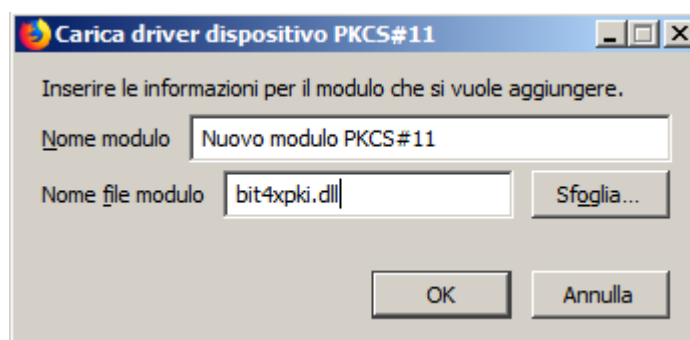 Carica driver dispositivo PKCS#11
Inserire le informazioni per il modulo che si vuole aggiungere.
Nome modulo Nuovo modulo PKCS#11
Nome file modulo bit4xpki.dll Sfoglia...
OK Annulla